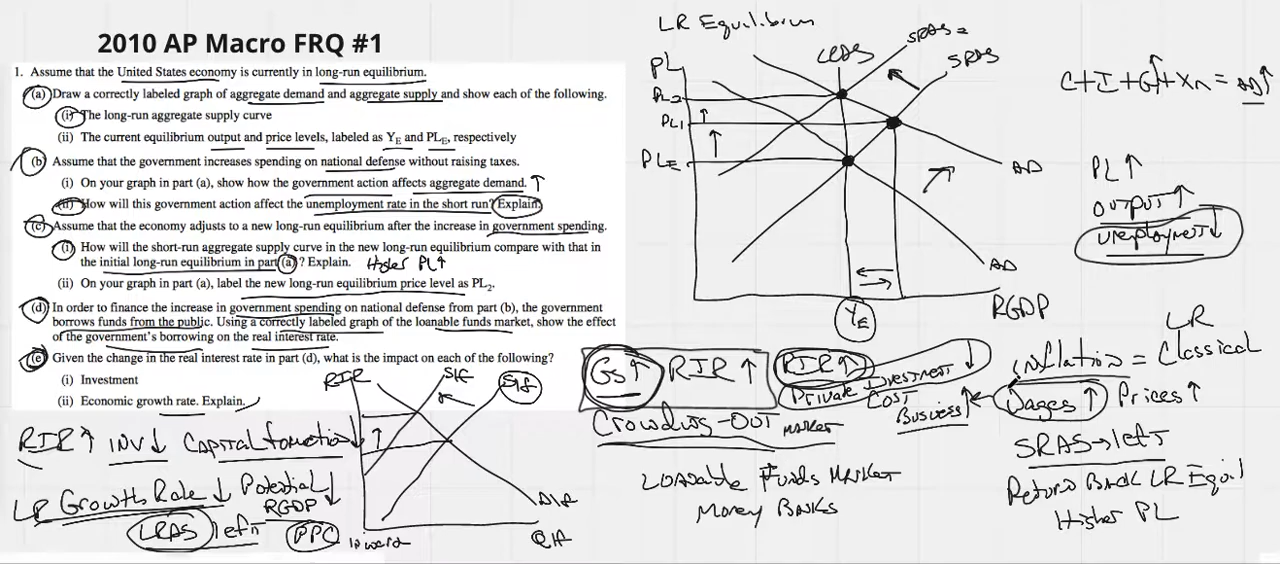 2010 AP Macro FRQ #1
1. Assume that the United States economy is currently in long-run equilibrium.
(a) Draw a correctly labeled graph of aggregate demand and aggregate supply and show each of the following.
(i) The long-run aggregate supply curve
(ii) The current equilibrium output and price levels, labeled as YE and PLE, respectively
(b) Assume that the government increases spending on national defense without raising taxes.
(i) On your graph in part (a), show how the government action affects aggregate demand. ↑
(ii) How will this government action affect the unemployment rate in the short run? Explain.
(c) Assume that the economy adjusts to a new long-run equilibrium after the increase in government spending.
(i) How will the short-run aggregate supply curve in the new long-run equilibrium compare with that in
the initial long-run equilibrium in part (a)? Explain. Higher PL↑
(ii) On your graph in part (a), label the new long-run equilibrium price level as PL2.
(d) In order to finance the increase in government spending on national defense from part (b), the government
borrows funds from the public. Using a correctly labeled graph of the loanable funds market, show the effect
of the government's borrowing on the real interest rate.
(e) Given the change in the real interest rate in part (d), what is the impact on each of the following?
(i) Investment
(ii) Economic growth rate. Explain.
RIR↑ INV↓ Capital formation↓
LR Growth Rate↓ Potential RGDP↓
LRAS left PPC inward
RIR
SLF
SLF
DLF
QLF
LR Equilibrium
PL
LRAS
SRAS2
SRAS
PL2
PL1
PLE
AD
AD
YE
RGDP
C+I+G+Xn = AD↑
PL↑
OUTPUT↑
Unemployment↓
GS↑ RIR↑
RIR↑
Private Investment↓
Crowding-OUT
MARKET
Loanable Funds Market
Money Banks
LR
Inflation = Classical
COST
Business↑
Wages↑ Prices↑
SRAS→left
Return Back LR Equil
Higher PL